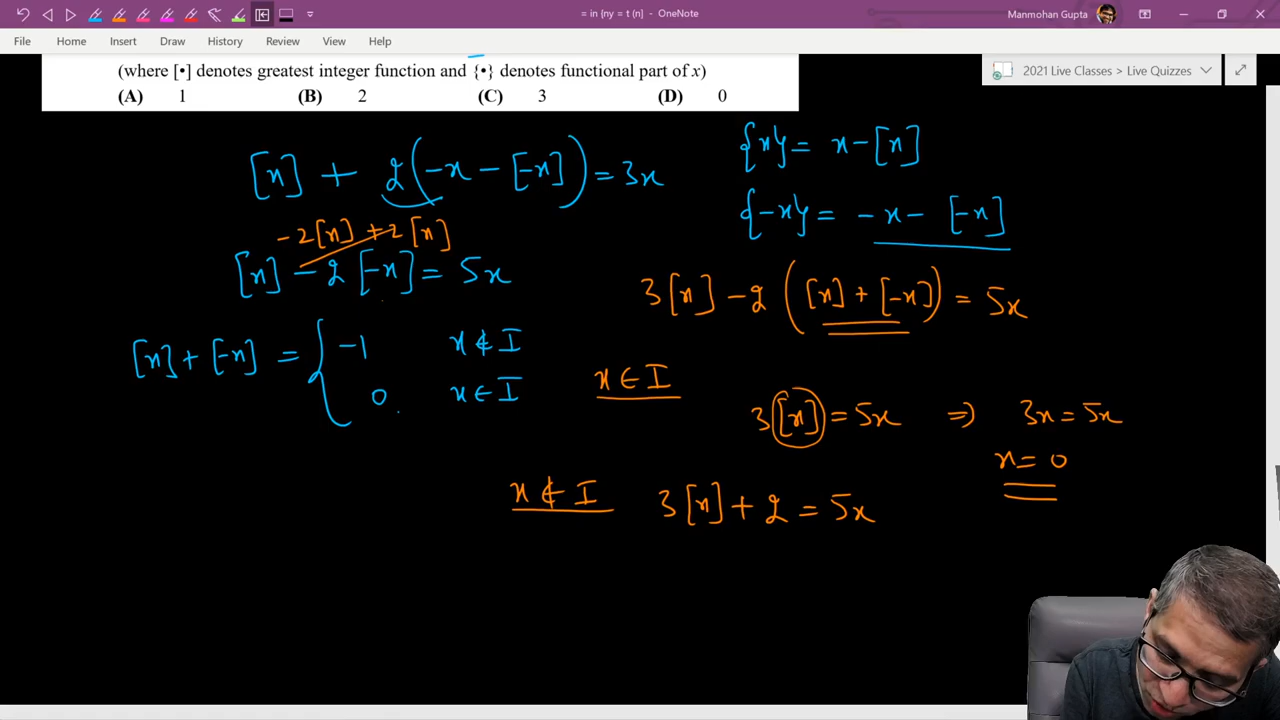 = in {ny = t (n] - OneNote
Manmohan Gupta
File Home Insert Draw History Review View Help
(where [•] denotes greatest integer function and {•} denotes functional part of x)
2021 Live Classes > Live Quizzes
(A) 1 (B) 2 (C) 3 (D) 0
[x] + 2(-x - [-x]) = 3x
{x} = x - [x]
{-x} = -x - [-x]
-2[x] + 2[x]
[x] - 2[-x] = 5x
3[x] - 2([x] + [-x]) = 5x
[x] + [-x] = { -1 x ∉ I
0 x ∈ I
x ∈ I
3[x] = 5x ⇒ 3x = 5x
x = 0
x ∉ I 3[x] + 2 = 5x